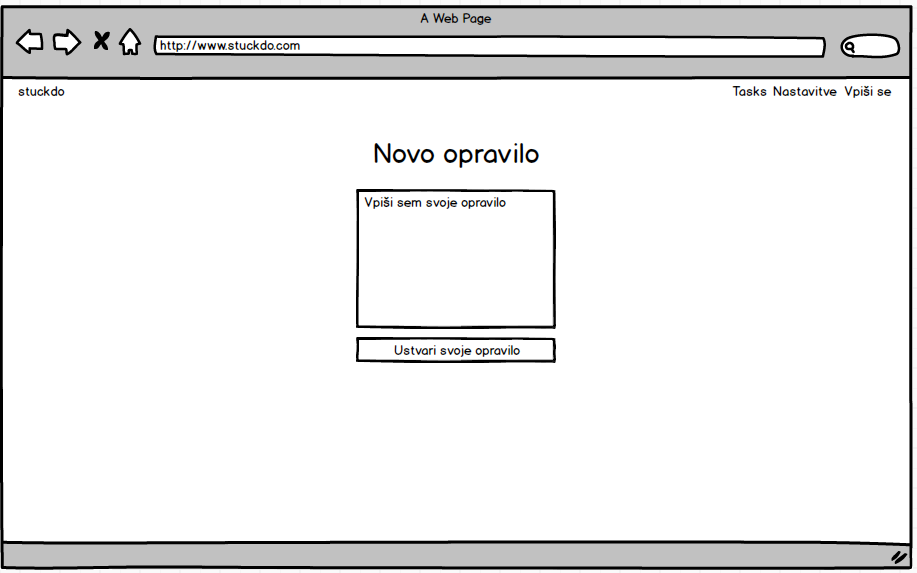 A Web Page
http://www.stuckdo.com
stuckdo
Tasks Nastavitve Vpiši se
Novo opravilo
Vpiši sem svoje opravilo
Ustvari svoje opravilo